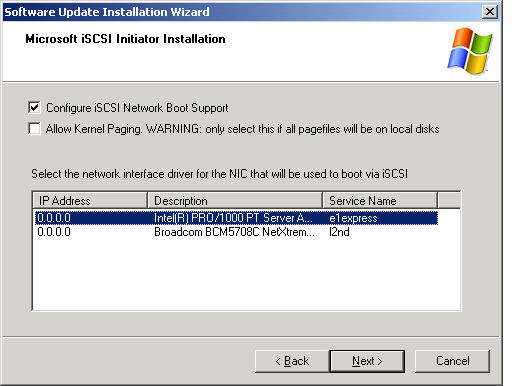 Software Update Installation Wizard
Microsoft iSCSI Initiator Installation
Configure iSCSI Network Boot Support
Allow Kernel Paging. WARNING: only select this if all pagefiles will be on local disks
Select the network interface driver for the NIC that will be used to boot via iSCSI
IP Address Description Service Name
0.0.0.0 Intel(R) PRO/1000 PT Server A... e1express
0.0.0.0 Broadcom BCM5708C NetXtrem... l2nd
< Back Next > Cancel